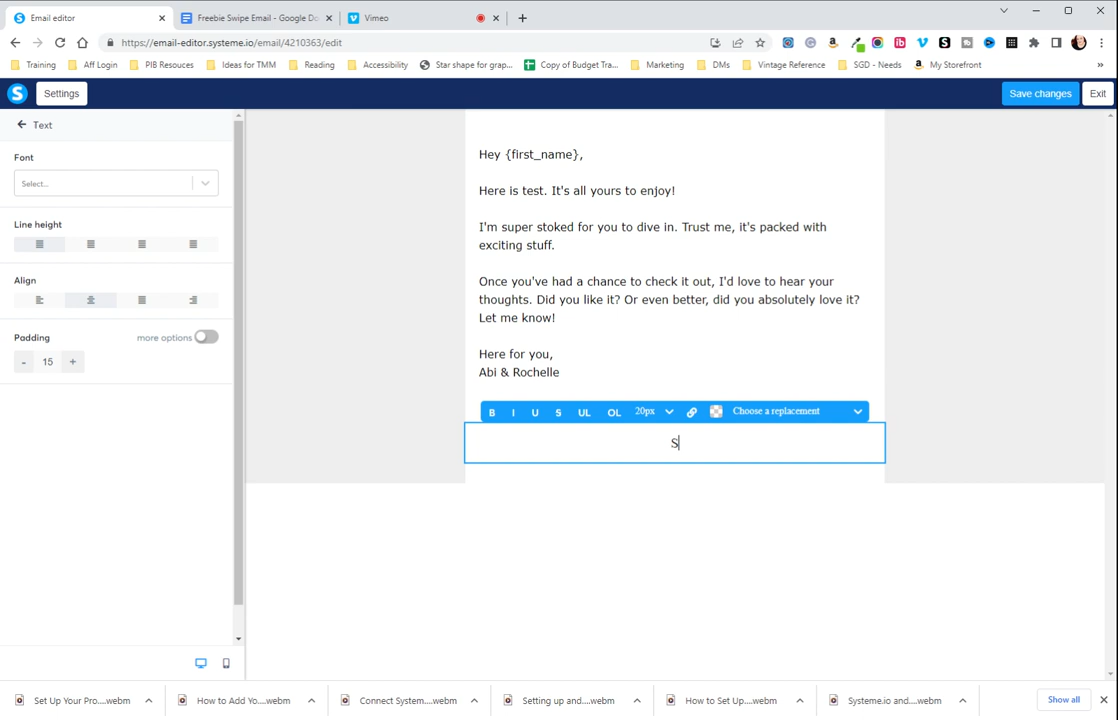 Email editor
Freebie Swipe Email - Google Do
Vimeo
https://email-editor.systeme.io/email/4210363/edit
Training
Aff Login
PIB Resouces
Ideas for TMM
Reading
Accessibility
Star shape for grap...
Copy of Budget Tra...
Marketing
DMs
Vintage Reference
SGD - Needs
My Storefront
»
S
Settings
Save changes
Exit
Text
Font
Select...
Line height
Align
Padding
more options
- 15 +
Hey {first_name},
Here is test. It's all yours to enjoy!
I'm super stoked for you to dive in. Trust me, it's packed with
exciting stuff.
Once you've had a chance to check it out, I'd love to hear your
thoughts. Did you like it? Or even better, did you absolutely love it?
Let me know!
Here for you,
Abi & Rochelle
B I U S UL OL 20px Choose a replacement
S
Set Up Your Pro....webm
How to Add Yo....webm
Connect System....webm
Setting up and....webm
How to Set Up....webm
Systeme.io and....webm
Show all